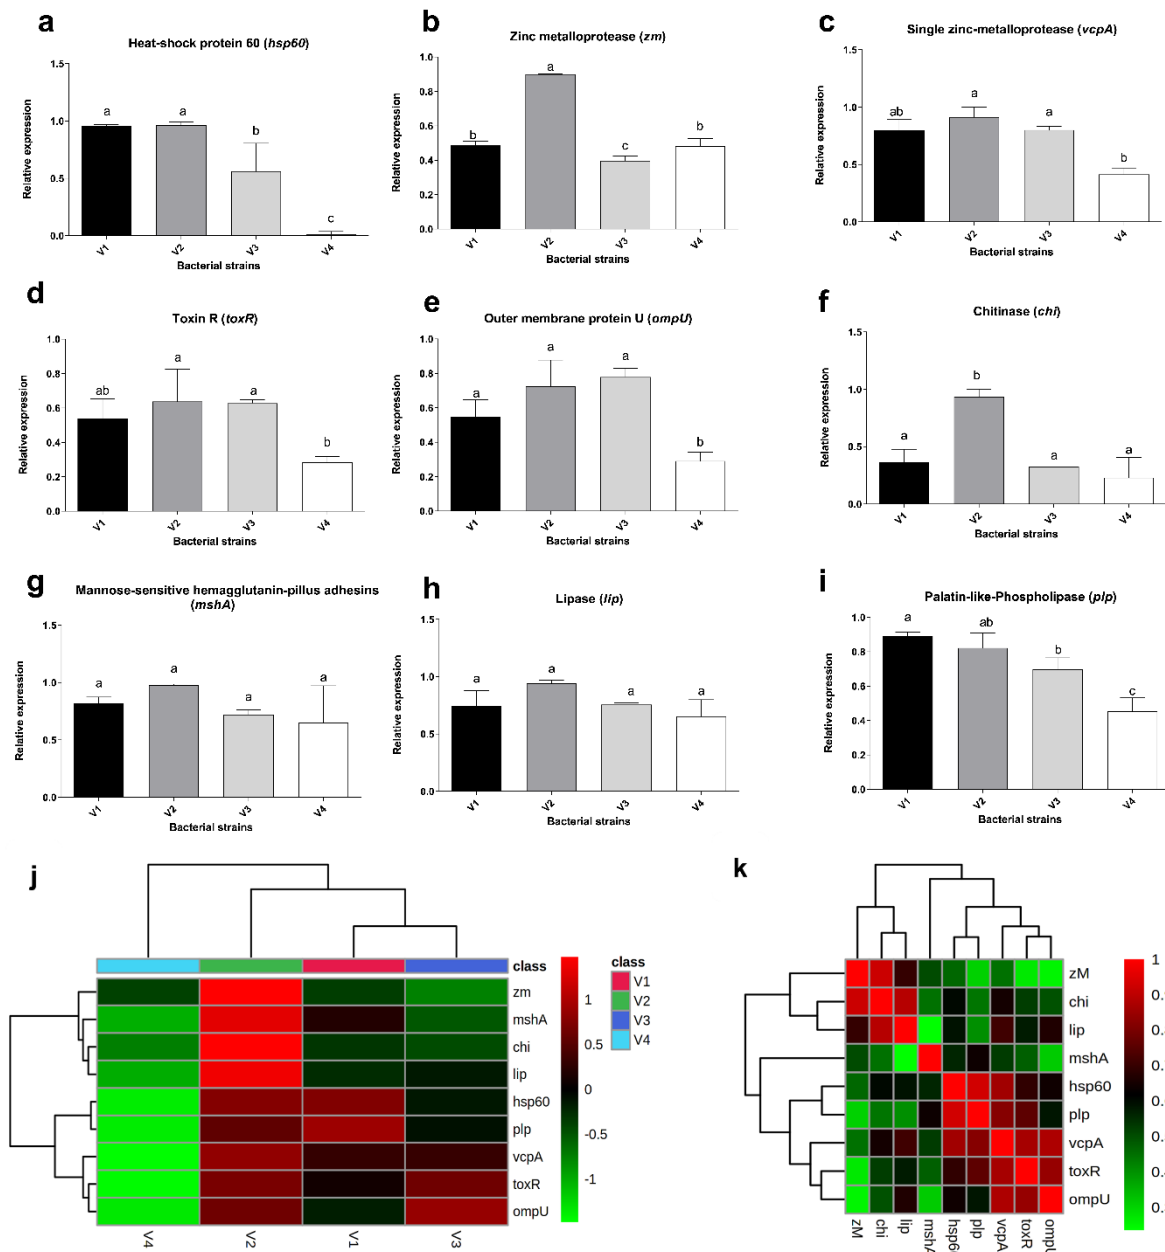 a
Heat-shock protein 60 (hsp60)
Relative expression
1.5
1.0
0.5
0.0
a
a
b
c
V1
V2
V3
V4
Bacterial strains
b
Zinc metalloprotease (zm)
Relative expression
1.0
0.8
0.6
0.4
0.2
0.0
b
a
c
b
V1
V2
V3
V4
Bacterial strains
c
Single zinc-metalloprotease (vcpA)
Relative expression
1.5
1.0
0.5
0.0
ab
a
a
b
V1
V2
V3
V4
Bacterial strains
d
Toxin R (toxR)
Relative expression
1.0
0.8
0.6
0.4
0.2
0.0
ab
a
a
b
V1
V2
V3
V4
Bacterial strains
e
Outer membrane protein U (ompU)
Relative expression
1.0
0.8
0.6
0.4
0.2
0.0
a
a
a
b
V1
V2
V3
V4
Bacterial strains
f
Chitinase (chi)
Relative expression
1.5
1.0
0.5
0.0
a
b
a
a
V1
V2
V3
V4
Bacterial strains
g
Mannose-sensitive hemagglutanin-pillus adhesins
(mshA)
Relative expression
1.5
1.0
0.5
0.0
a
a
a
a
V1
V2
V3
V4
Bacterial strains
h
Lipase (lip)
Relative expression
1.5
1.0
0.5
0.0
a
a
a
a
V1
V2
V3
V4
Bacterial strains
i
Palatin-like-Phospholipase (plp)
Relative expression
1.0
0.8
0.6
0.4
0.2
0.0
a
ab
b
c
V1
V2
V3
V4
Bacterial strains
j
class
zm
mshA
chi
lip
hsp60
plp
vcpA
toxR
ompU
V4
V2
V1
V3
1
0.5
0
-0.5
-1
class
V1
V2
V3
V4
k
zM
chi
lip
mshA
hsp60
plp
vcpA
toxR
ompU
zM
chi
lip
mshA
hsp6
plp
vcpA
toxR
ompU
1